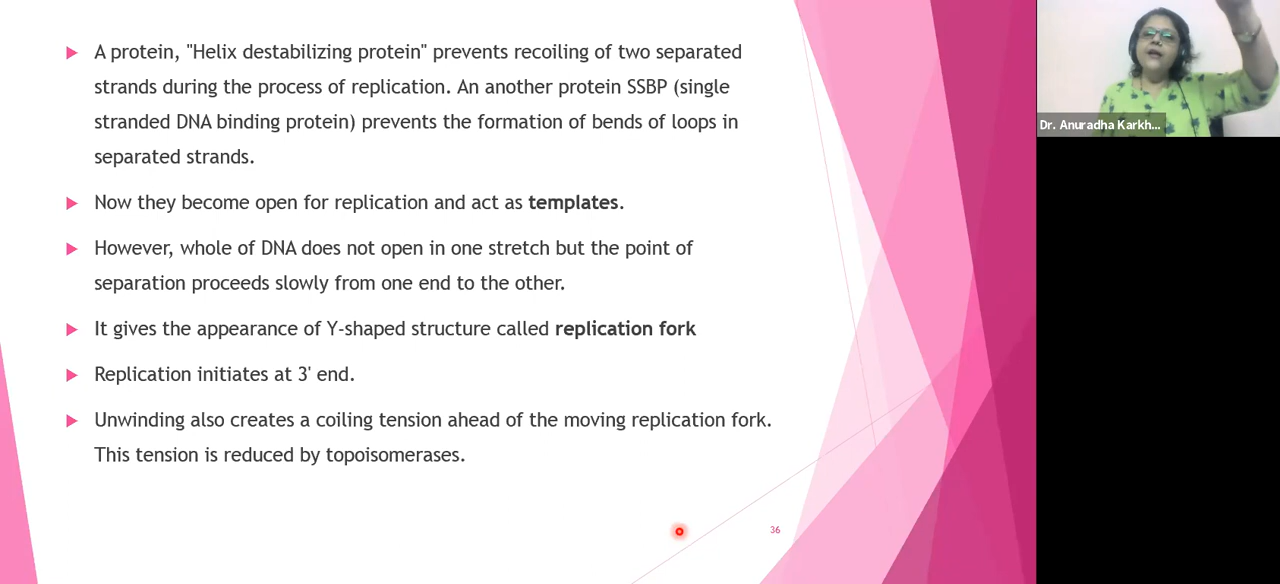 A protein, "Helix destabilizing protein" prevents recoiling of two separated
strands during the process of replication. An another protein SSBP (single
stranded DNA binding protein) prevents the formation of bends of loops in
separated strands.
Now they become open for replication and act as templates.
However, whole of DNA does not open in one stretch but the point of
separation proceeds slowly from one end to the other.
It gives the appearance of Y-shaped structure called replication fork
Replication initiates at 3' end.
Unwinding also creates a coiling tension ahead of the moving replication fork.
This tension is reduced by topoisomerases.
36
Dr. Anuradha Karkh...